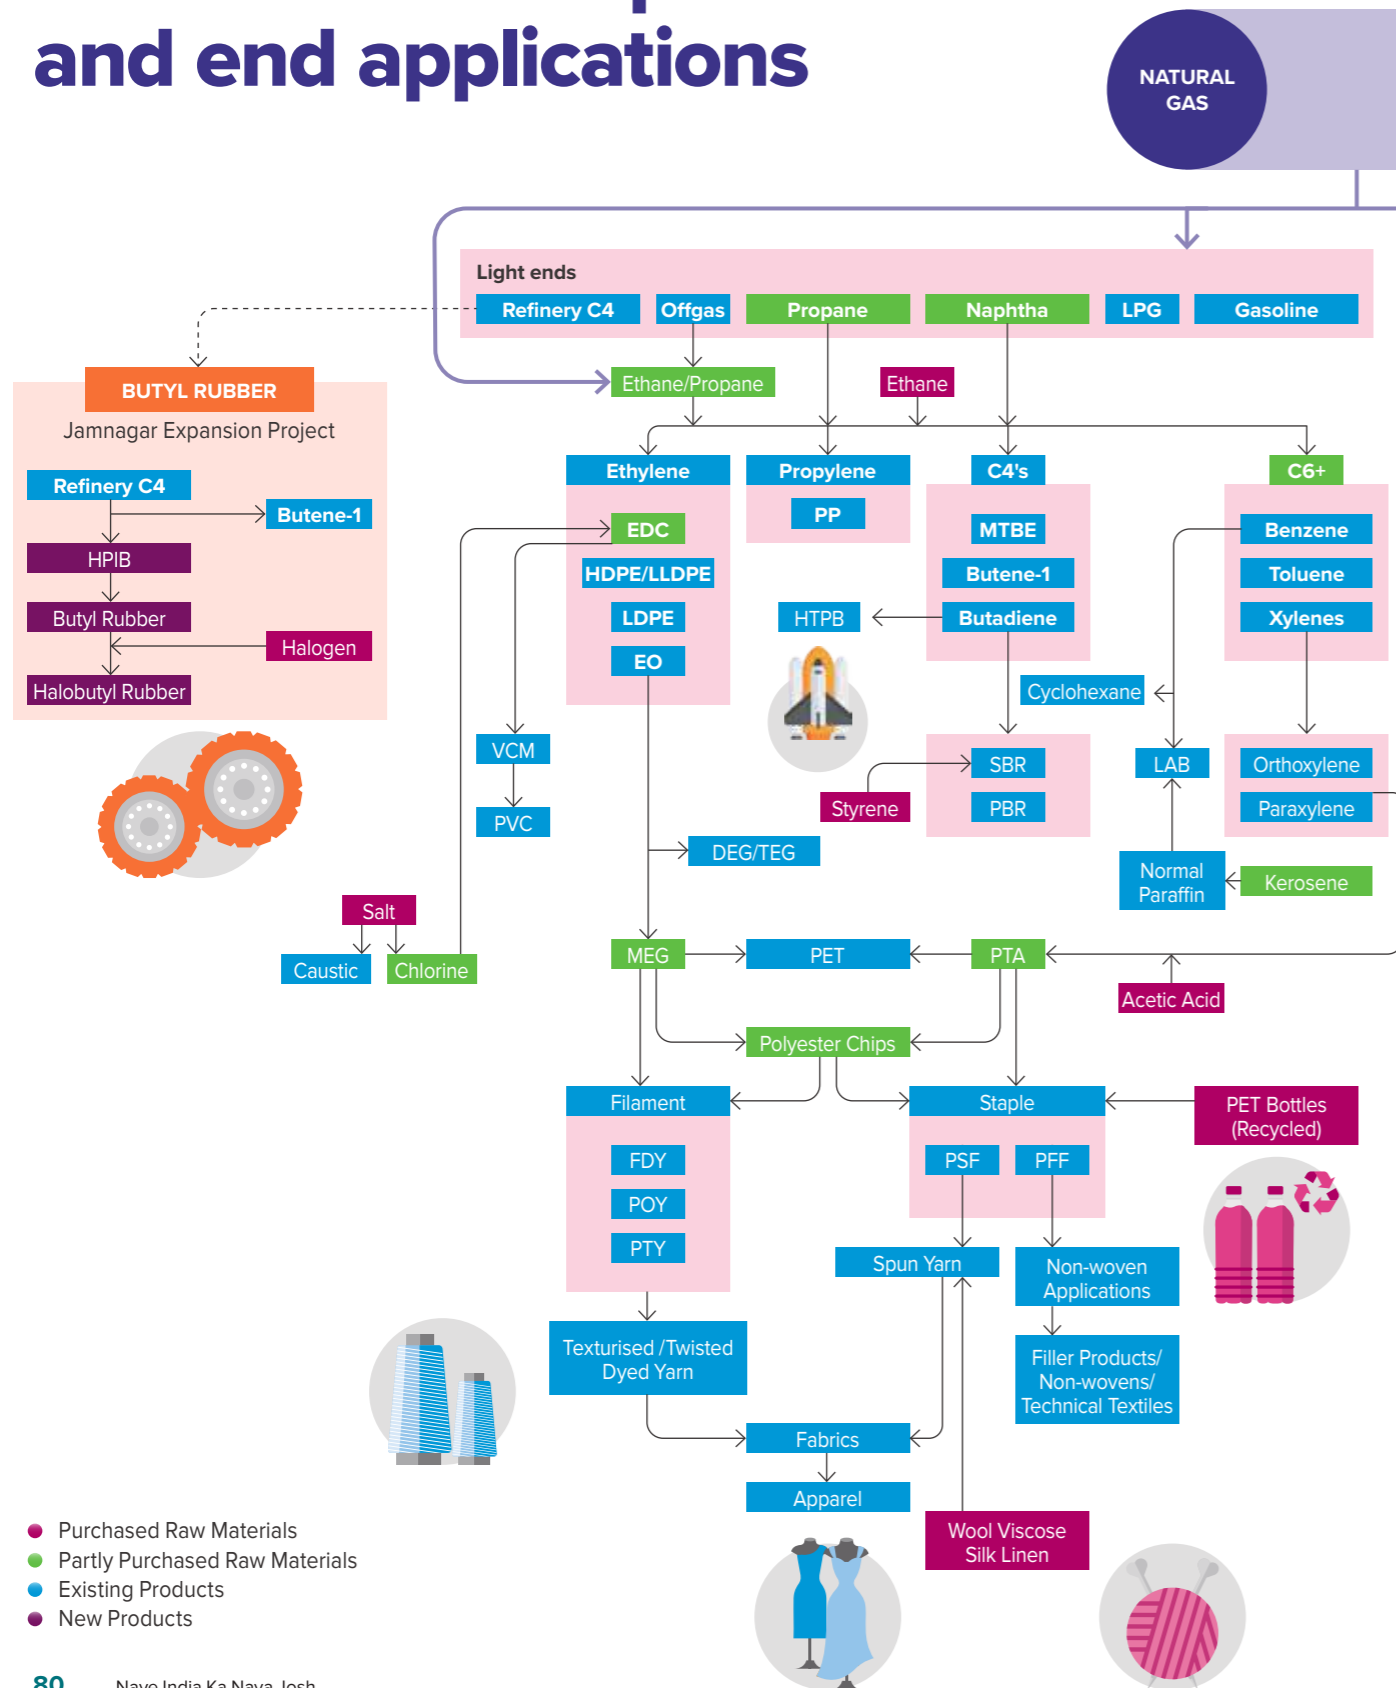 and end applications
NATURAL
GAS
Light ends
Refinery C4
Offgas
Propane
Naphtha
LPG
Gasoline
BUTYL RUBBER
Jamnagar Expansion Project
Ethane/Propane
Ethane
Refinery C4
Butene-1
HPIB
Butyl Rubber
Halogen
Halobutyl Rubber
Ethylene
Propylene
C4's
C6+
EDC
HDPE/LLDPE
LDPE
EO
PP
MTBE
Butene-1
Butadiene
HTPB
Benzene
Toluene
Xylenes
Cyclohexane
VCM
PVC
Styrene
SBR
PBR
LAB
Orthoxylene
Paraxylene
DEG/TEG
Normal
Paraffin
Kerosene
Salt
Caustic
Chlorine
MEG
PET
PTA
Acetic Acid
Polyester Chips
Filament
Staple
PET Bottles
(Recycled)
FDY
POY
PTY
PSF
PFF
Spun Yarn
Non-woven
Applications
Texturised /Twisted
Dyed Yarn
Filler Products/
Non-wovens/
Technical Textiles
Fabrics
Apparel
Wool Viscose
Silk Linen
Purchased Raw Materials
Partly Purchased Raw Materials
Existing Products
New Products
80 Naye India Ka Naya Josh